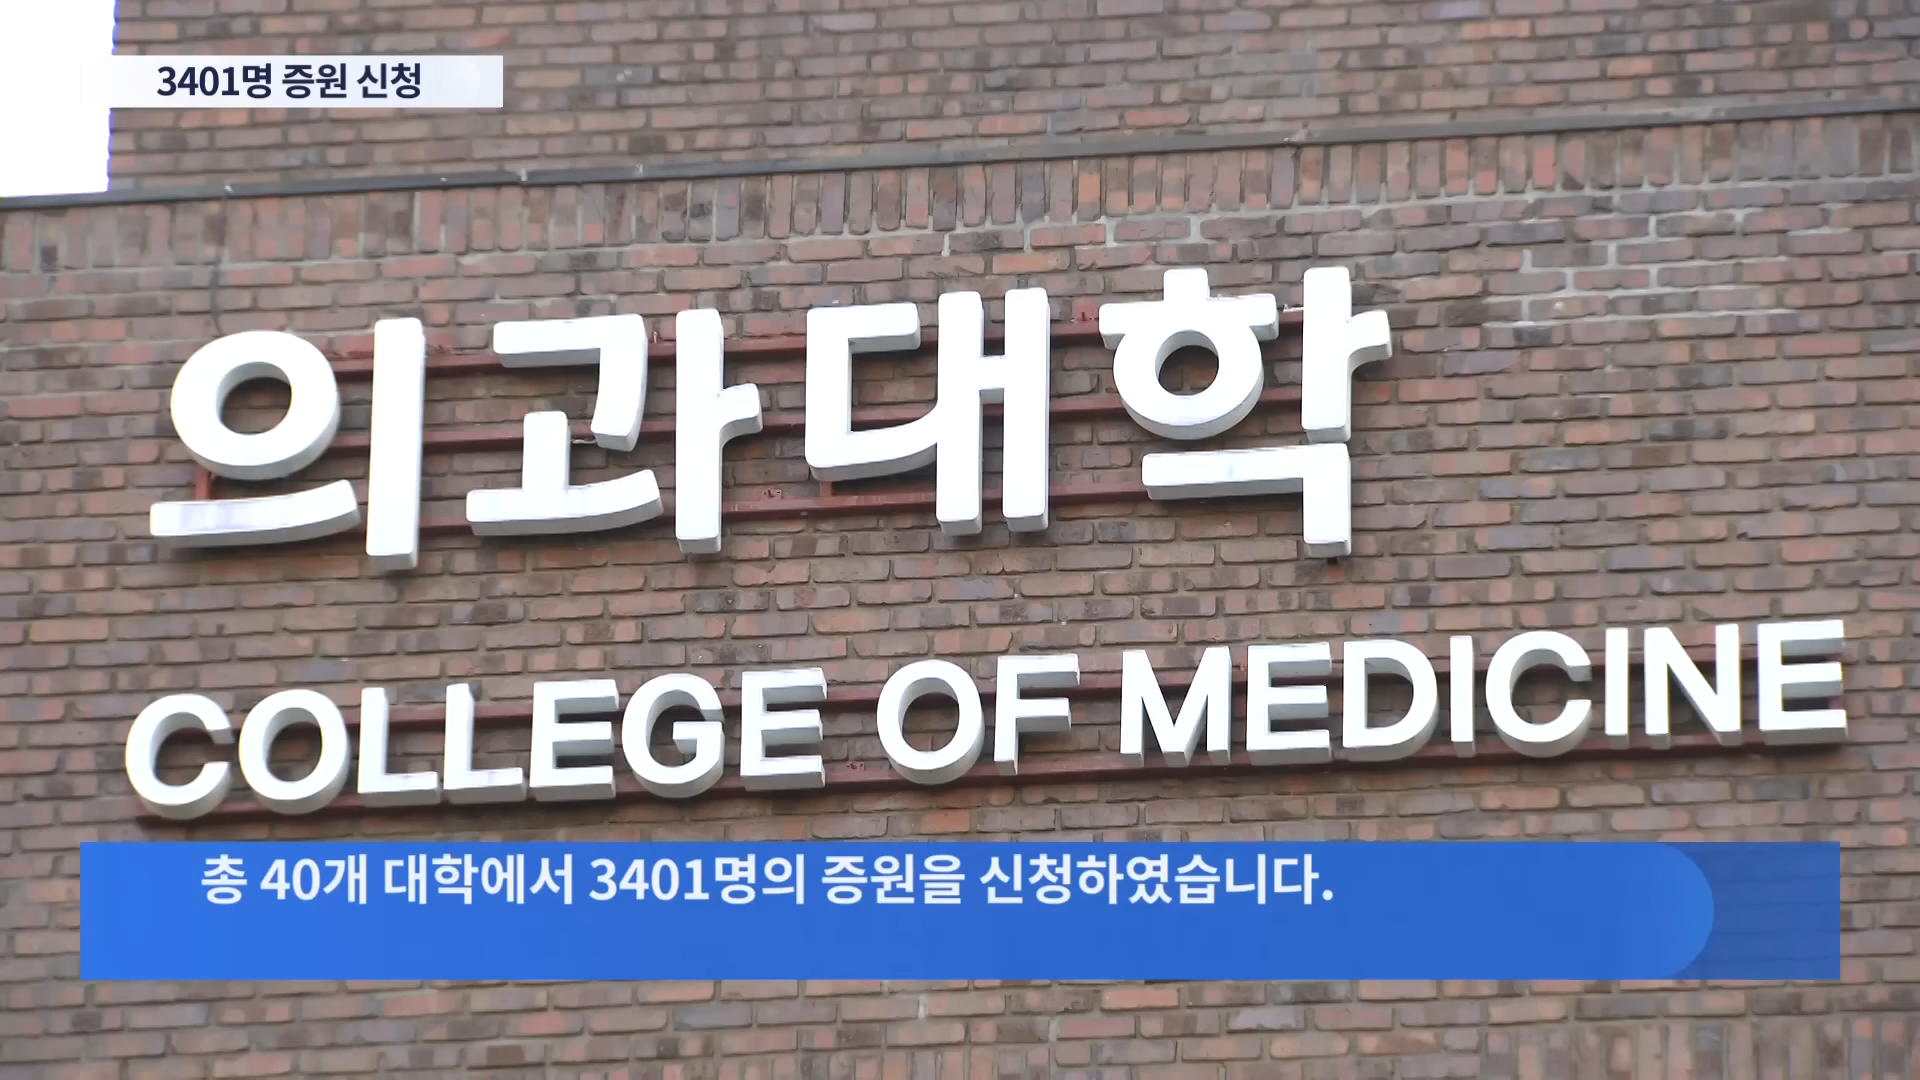 3401명 증원 신청
의과대학
COLLEGE OF MEDICINE
총 40개 대학에서 3401명의 증원을 신청하였습니다.